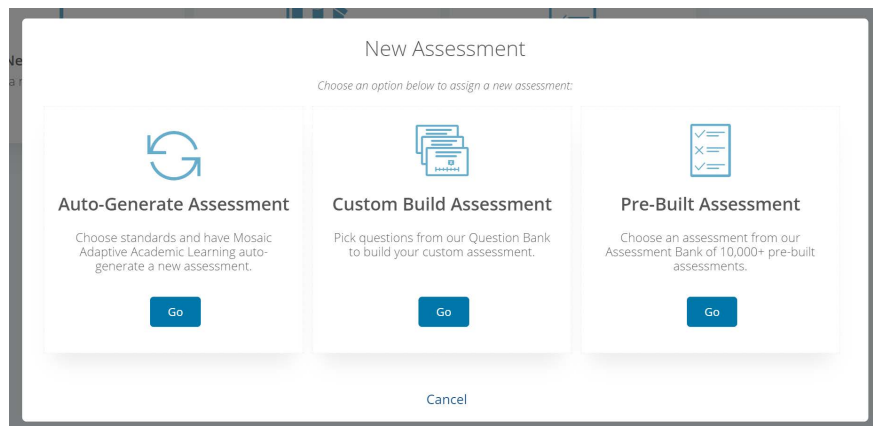 New Assessment
Choose an option below to assign a new assessment:
Auto-Generate Assessment
Choose standards and have Mosaic
Adaptive Academic Learning auto-
generate a new assessment.
Go
Custom Build Assessment
Pick questions from our Question Bank
to build your custom assessment.
Go
Pre-Built Assessment
Choose an assessment from our
Assessment Bank of 10,000+ pre-built
assessments.
Go
Cancel